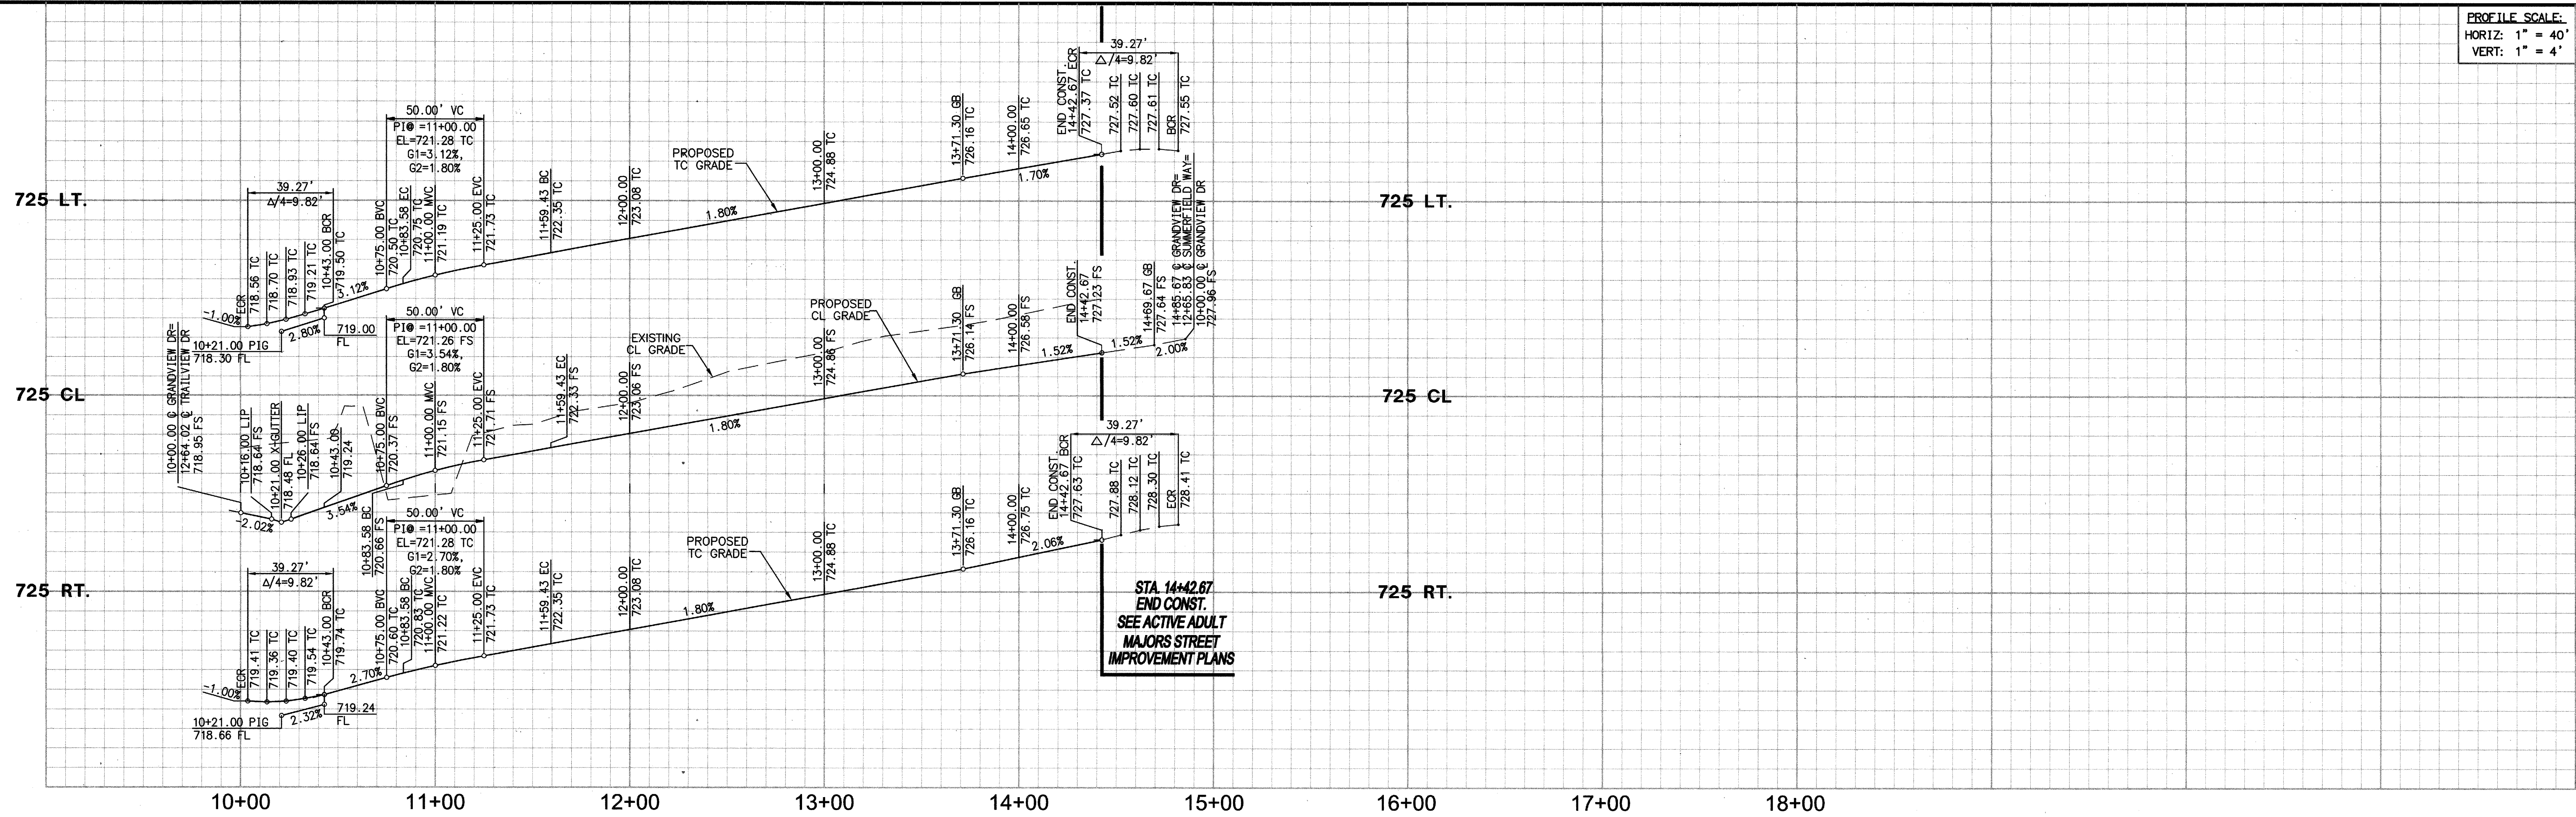 PROFILE SCALE:
HORIZ: 1" = 40'
VERT: 1" = 4'
725 LT.
-1.00%
ECR
718.56 TC
718.70 TC
718.93 TC
719.21 TC
10+43.00 BCR
719.50 TC
39.27'
Δ/4=9.82'
10+21.00 PIG
718.30 FL
2.80%
719.00
FL
3.12%
10+75.00 BVC
720.50 TC
10+83.58 EC
720.75 TC
11+00.00 MVC
721.19 TC
11+25.00 EVC
721.73 TC
50.00' VC
PI@ =11+00.00
EL=721.28 TC
G1=3.12%,
G2=1.80%
11+59.43 BC
722.35 TC
12+00.00
723.08 TC
PROPOSED
TC GRADE
1.80%
13+00.00
724.88 TC
13+71.30 GB
726.16 TC
14+00.00
726.65 TC
1.70%
END CONST.
14+42.67 ECR
727.37 TC
39.27'
Δ/4=9.82'
727.52 TC
727.60 TC
727.61 TC
BCR
727.55 TC
725 LT.
725 CL
10+00.00 ℄ GRANDVIEW DR=
12+64.02 ℄ TRAILVIEW DR
718.95 FS
-2.02%
10+16.00 LIP
718.64 FS
10+21.00 X-GUTTER
718.48 FL
10+26.00 LIP
718.64 FS
10+43.00
719.24
3.54%
10+75.00 BVC
720.37 FS
10+83.58 BC
720.66 FS
11+00.00 MVC
721.15 FS
11+25.00 EVC
721.71 FS
50.00' VC
PI@ =11+00.00
EL=721.26 FS
G1=3.54%,
G2=1.80%
11+59.43 EC
722.33 FS
12+00.00
723.06 FS
EXISTING
CL GRADE
1.80%
PROPOSED
CL GRADE
13+00.00
724.86 FS
13+71.30 GB
726.14 FS
14+00.00
726.58 FS
1.52%
END CONST.
14+42.67
727.23 FS
1.52%
14+69.67 GB
727.64 FS
2.00%
14+85.67 ℄ GRANDVIEW DR=
12+65.83 ℄ SUMMERFIELD WAY=
10+00.00 ℄ GRANDVIEW DR
727.96 FS
725 CL
725 RT.
-1.00%
ECR
719.41 TC
719.36 TC
719.40 TC
719.54 TC
10+43.00 BCR
719.74 TC
39.27'
Δ/4=9.82'
10+21.00 PIG
718.66 FL
2.32%
719.24
FL
2.70%
10+75.00 BVC
720.60 TC
10+83.58 BC
720.83 TC
11+00.00 MVC
721.22 TC
11+25.00 EVC
721.73 TC
50.00' VC
PI@ =11+00.00
EL=721.28 TC
G1=2.70%,
G2=1.80%
11+59.43 EC
722.35 TC
12+00.00
723.08 TC
1.80%
PROPOSED
TC GRADE
13+00.00
724.88 TC
13+71.30 GB
726.16 TC
14+00.00
726.75 TC
2.06%
END CONST.
14+42.67 BCR
727.63 TC
39.27'
Δ/4=9.82'
727.88 TC
728.12 TC
728.30 TC
ECR
728.41 TC
725 RT.
STA. 14+42.67
END CONST.
SEE ACTIVE ADULT
MAJORS STREET
IMPROVEMENT PLANS
10+00
11+00
12+00
13+00
14+00
15+00
16+00
17+00
18+00